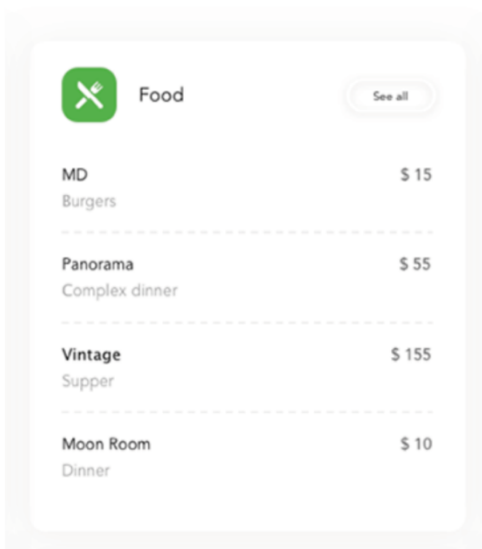 Food
See all
MD
$ 15
Burgers
Panorama
$ 55
Complex dinner
Vintage
$ 155
Supper
Moon Room
$ 10
Dinner